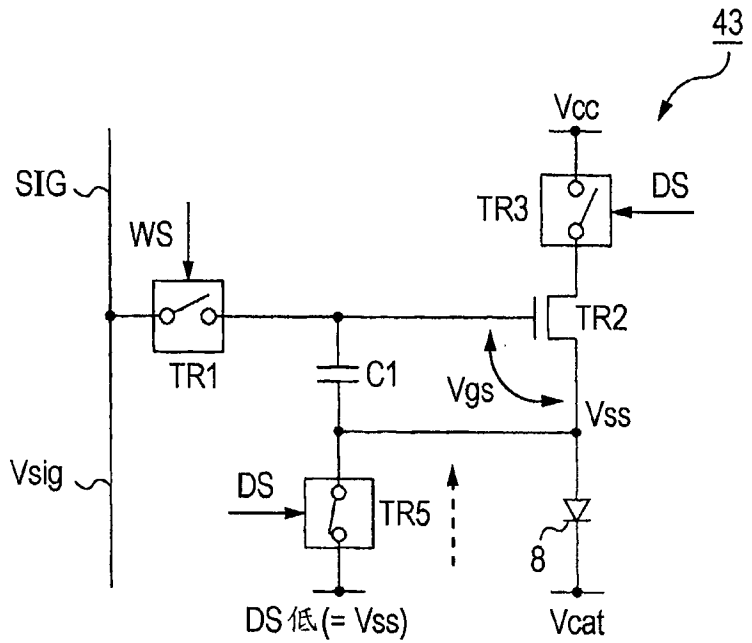 43
Vcc
SIG
TR3
DS
WS
TR2
TR1
C1
Vgs
Vss
Vsig
DS
TR5
8
DS 低 (= Vss)
Vcat